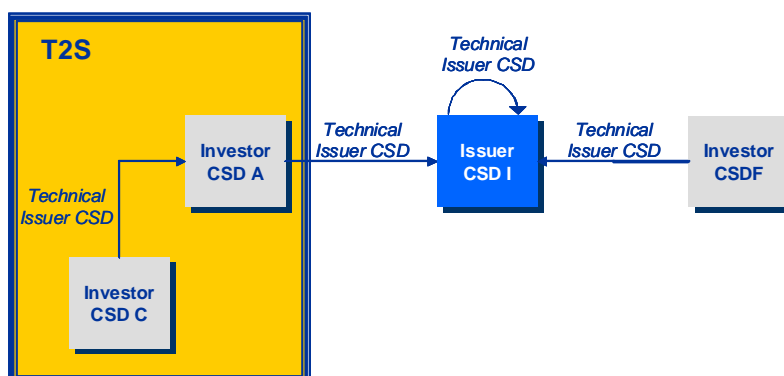 T2S
Technical
Issuer CSD
Investor
CSD A
Technical
Issuer CSD
Issuer
CSD I
Technical
Issuer CSD
Investor
CSDF
Technical
Issuer CSD
Investor
CSD C